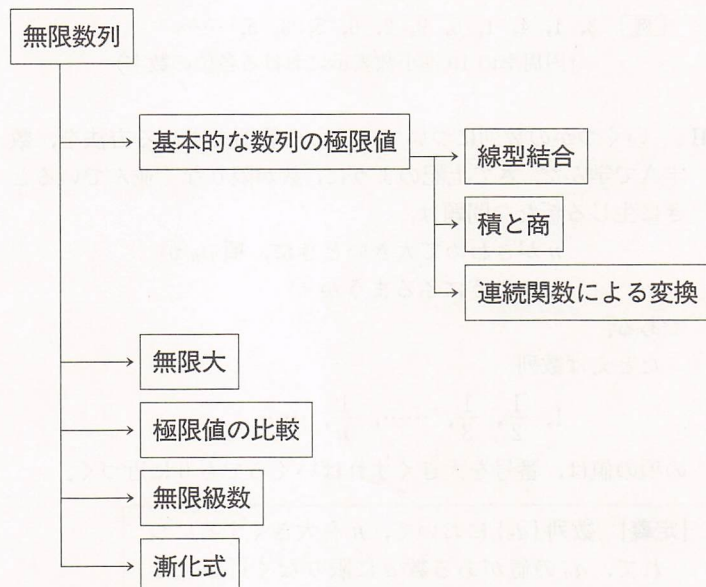 無限数列
基本的な数列の極限値
線型結合
積と商
連続関数による変換
無限大
極限値の比較
無限級数
漸化式